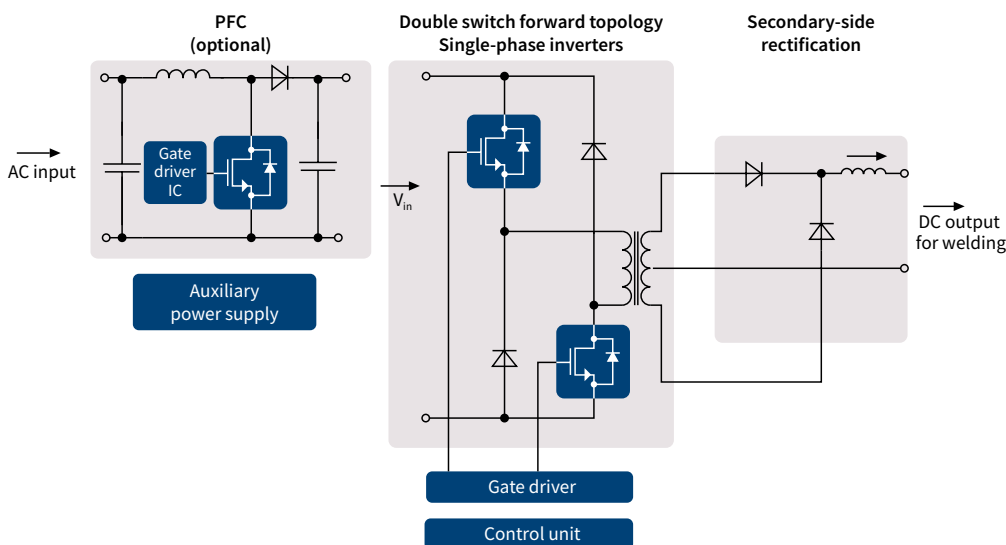 PFC
(optional)
Double switch forward topology
Single-phase inverters
Secondary-side
rectification
AC input
Gate
driver
IC
V_in
DC output
for welding
Auxiliary
power supply
Gate driver
Control unit